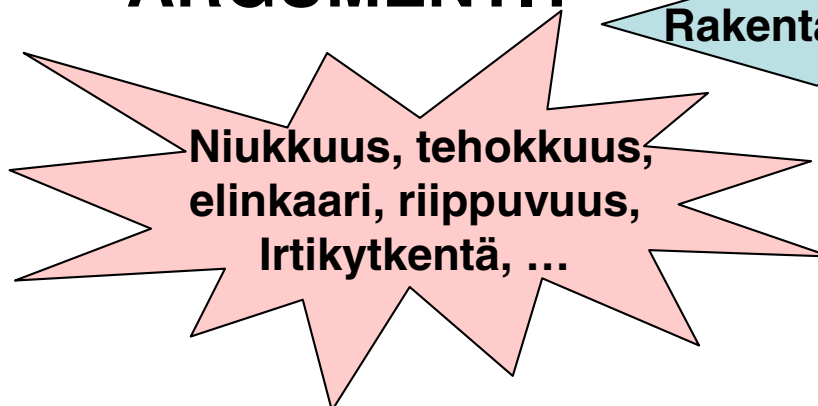 Niukkuus, tehokkuus,
elinkaari, riippuvuus,
Irtikytkentä, …